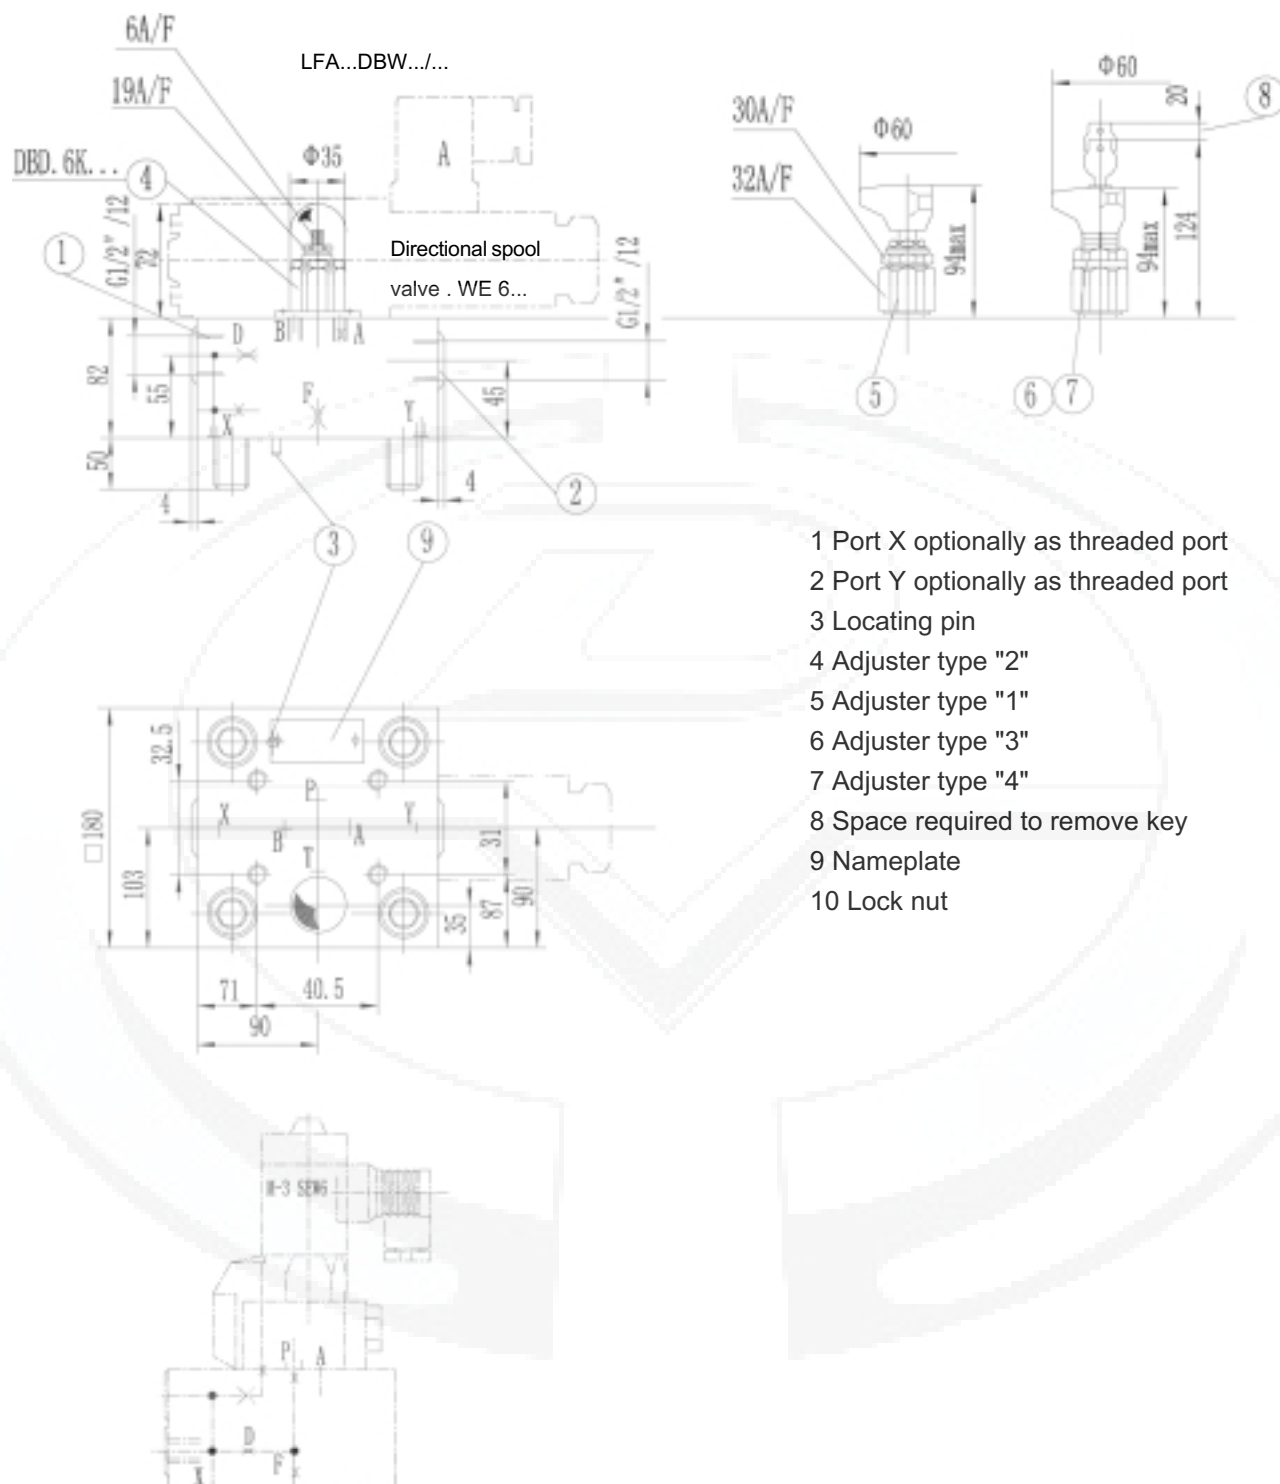 6A/F
LFA...DBW.../...
19A/F
DBD. 6K...
4
Φ35
A
G1/2" /12
72
1
Directional spool
valve . WE 6...
G1/2" /12
D
B
A
82
55
45
F
X
Y
50
4
4
2
3
9
30A/F
32A/F
Φ60
94max
5
Φ60
20
8
94max
124
6
7
1 Port X optionally as threaded port
2 Port Y optionally as threaded port
3 Locating pin
4 Adjuster type "2"
5 Adjuster type "1"
6 Adjuster type "3"
7 Adjuster type "4"
8 Space required to remove key
9 Nameplate
10 Lock nut
32.5
P
X
Y
B
A
T
□180
103
31
35
87
90
71
40.5
90
M-3 SEW6
P
A
D
F
X